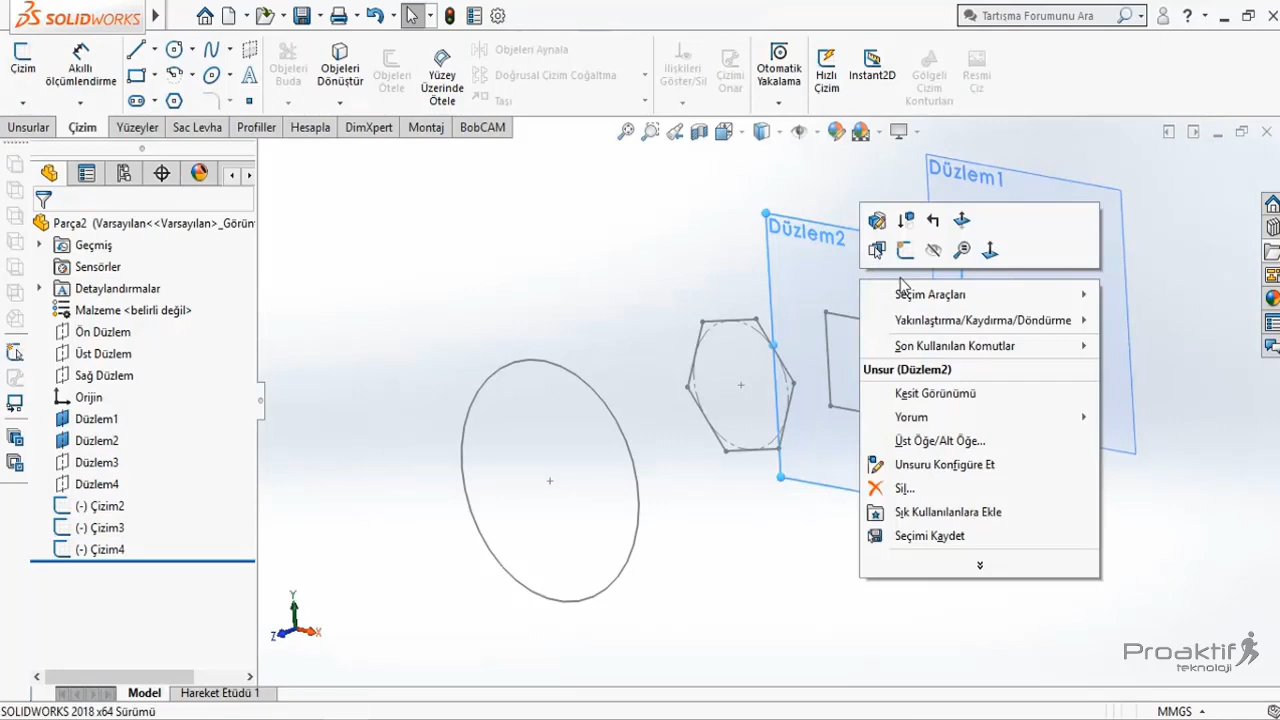 SOLIDWORKS
Tartışma Forumunu Ara
Çizim
Akıllı ölçümlendirme
Objeleri Buda
Objeleri Dönüştür
Objeleri Ötele
Yüzey Üzerinde Ötele
Objeleri Aynala
Doğrusal Çizim Çoğaltma
Taşı
İlişkileri Göster/Sil
Çizimi Onar
Otomatik Yakalama
Hızlı Çizim
Instant2D
Gölgeli Çizim Konturları
Resmi Çiz
Unsurlar
Çizim
Yüzeyler
Sac Levha
Profiller
Hesapla
DimXpert
Montaj
BobCAM
Parça2 (Varsayılan<<Varsayılan>_Görün
Geçmiş
Sensörler
Detaylandırmalar
Malzeme <belirli değil>
Ön Düzlem
Üst Düzlem
Sağ Düzlem
Orijin
Düzlem1
Düzlem2
Düzlem3
Düzlem4
(-) Çizim2
(-) Çizim3
(-) Çizim4
Düzlem1
Düzlem2
Seçim Araçları
Yakınlaştırma/Kaydırma/Döndürme
Son Kullanılan Komutlar
Unsur (Düzlem2)
Kesit Görünümü
Yorum
Üst Öğe/Alt Öğe...
Unsuru Konfigüre Et
Sil...
Sık Kullanılanlara Ekle
Seçimi Kaydet
Y
Z
X
Proaktif
teknoloji
Model
Hareket Etüdü 1
SOLIDWORKS 2018 x64 Sürümü
MMGS